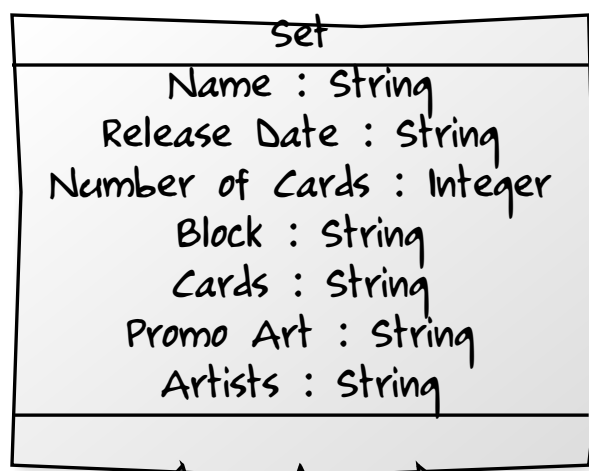 Set
Name : String
Release Date : String
Number of Cards : Integer
Block : String
Cards : String
Promo Art : String
Artists : String